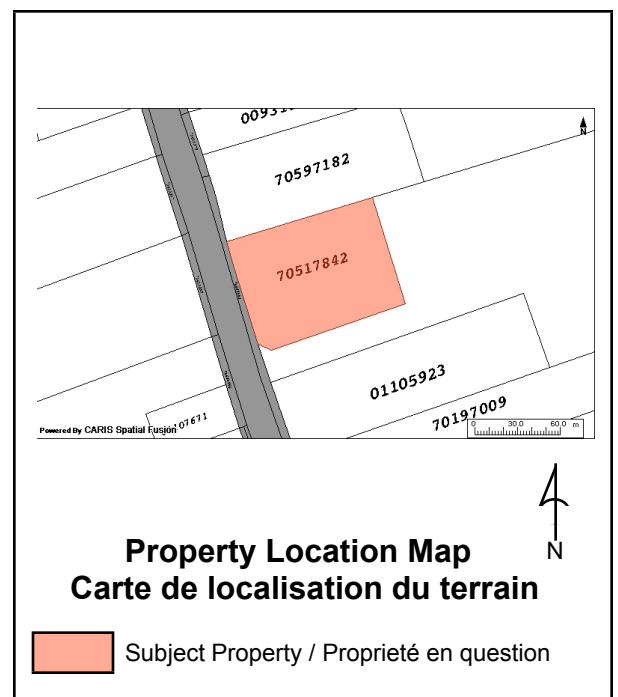 70597182
N
70517842
01105923
70197009
Powered By CARIS Spatial Fusion
0 30.0 60.0 m
N
Property Location Map
Carte de localisation du terrain
Subject Property / Proprieté en question